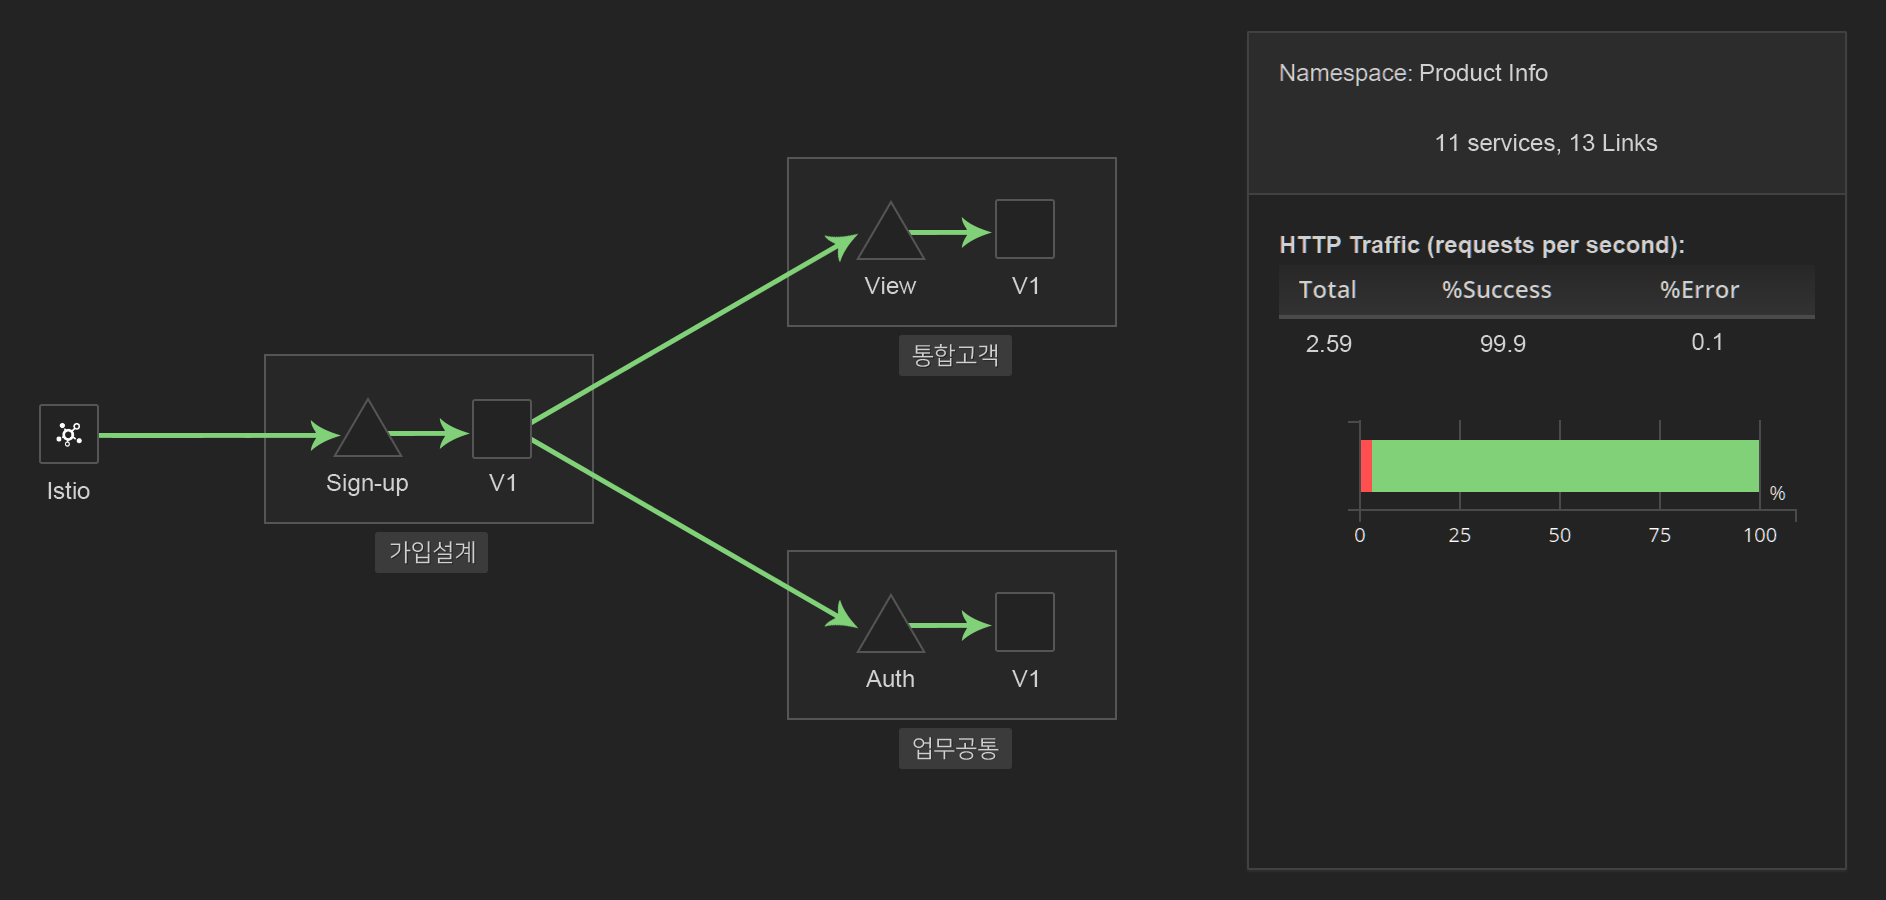 Istio
Sign-up
V1
가입설계
View
V1
통합고객
Auth
V1
업무공통
Namespace: Product Info
11 services, 13 Links
HTTP Traffic (requests per second):
Total %Success %Error
2.59 99.9 0.1
%
0 25 50 75 100